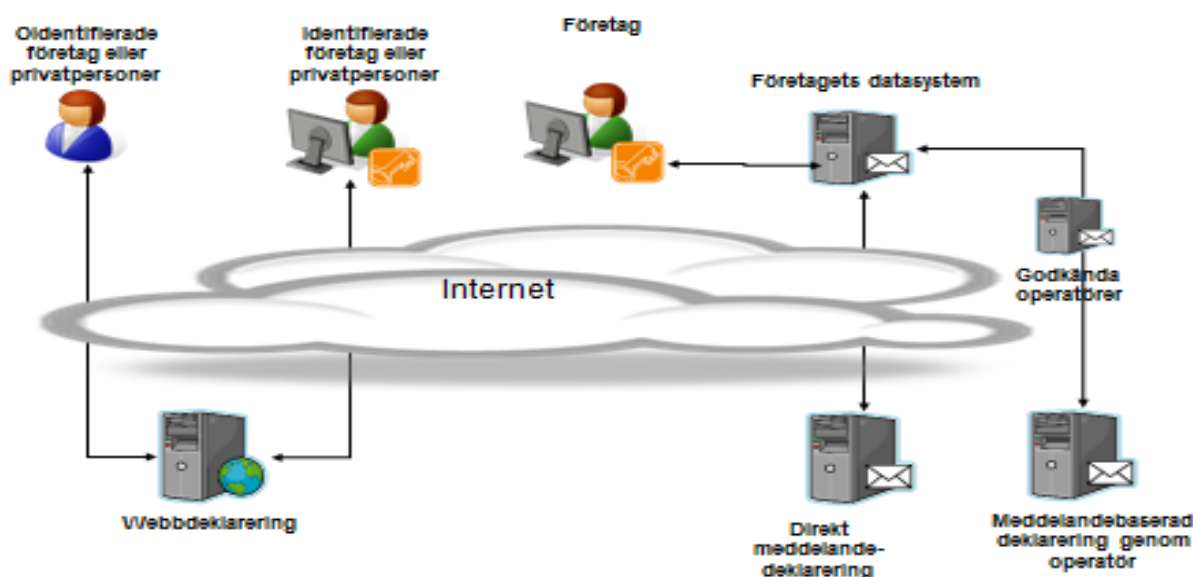 Oidentifierade
företag eller
privatpersoner
Identifierade
företag eller
privatpersoner
Företag
Företagets datasystem
Godkända
operatörer
Internet
Webbdeklarering
Direkt
meddelande-
deklarering
Meddelandebaserad
deklarering genom
operatör